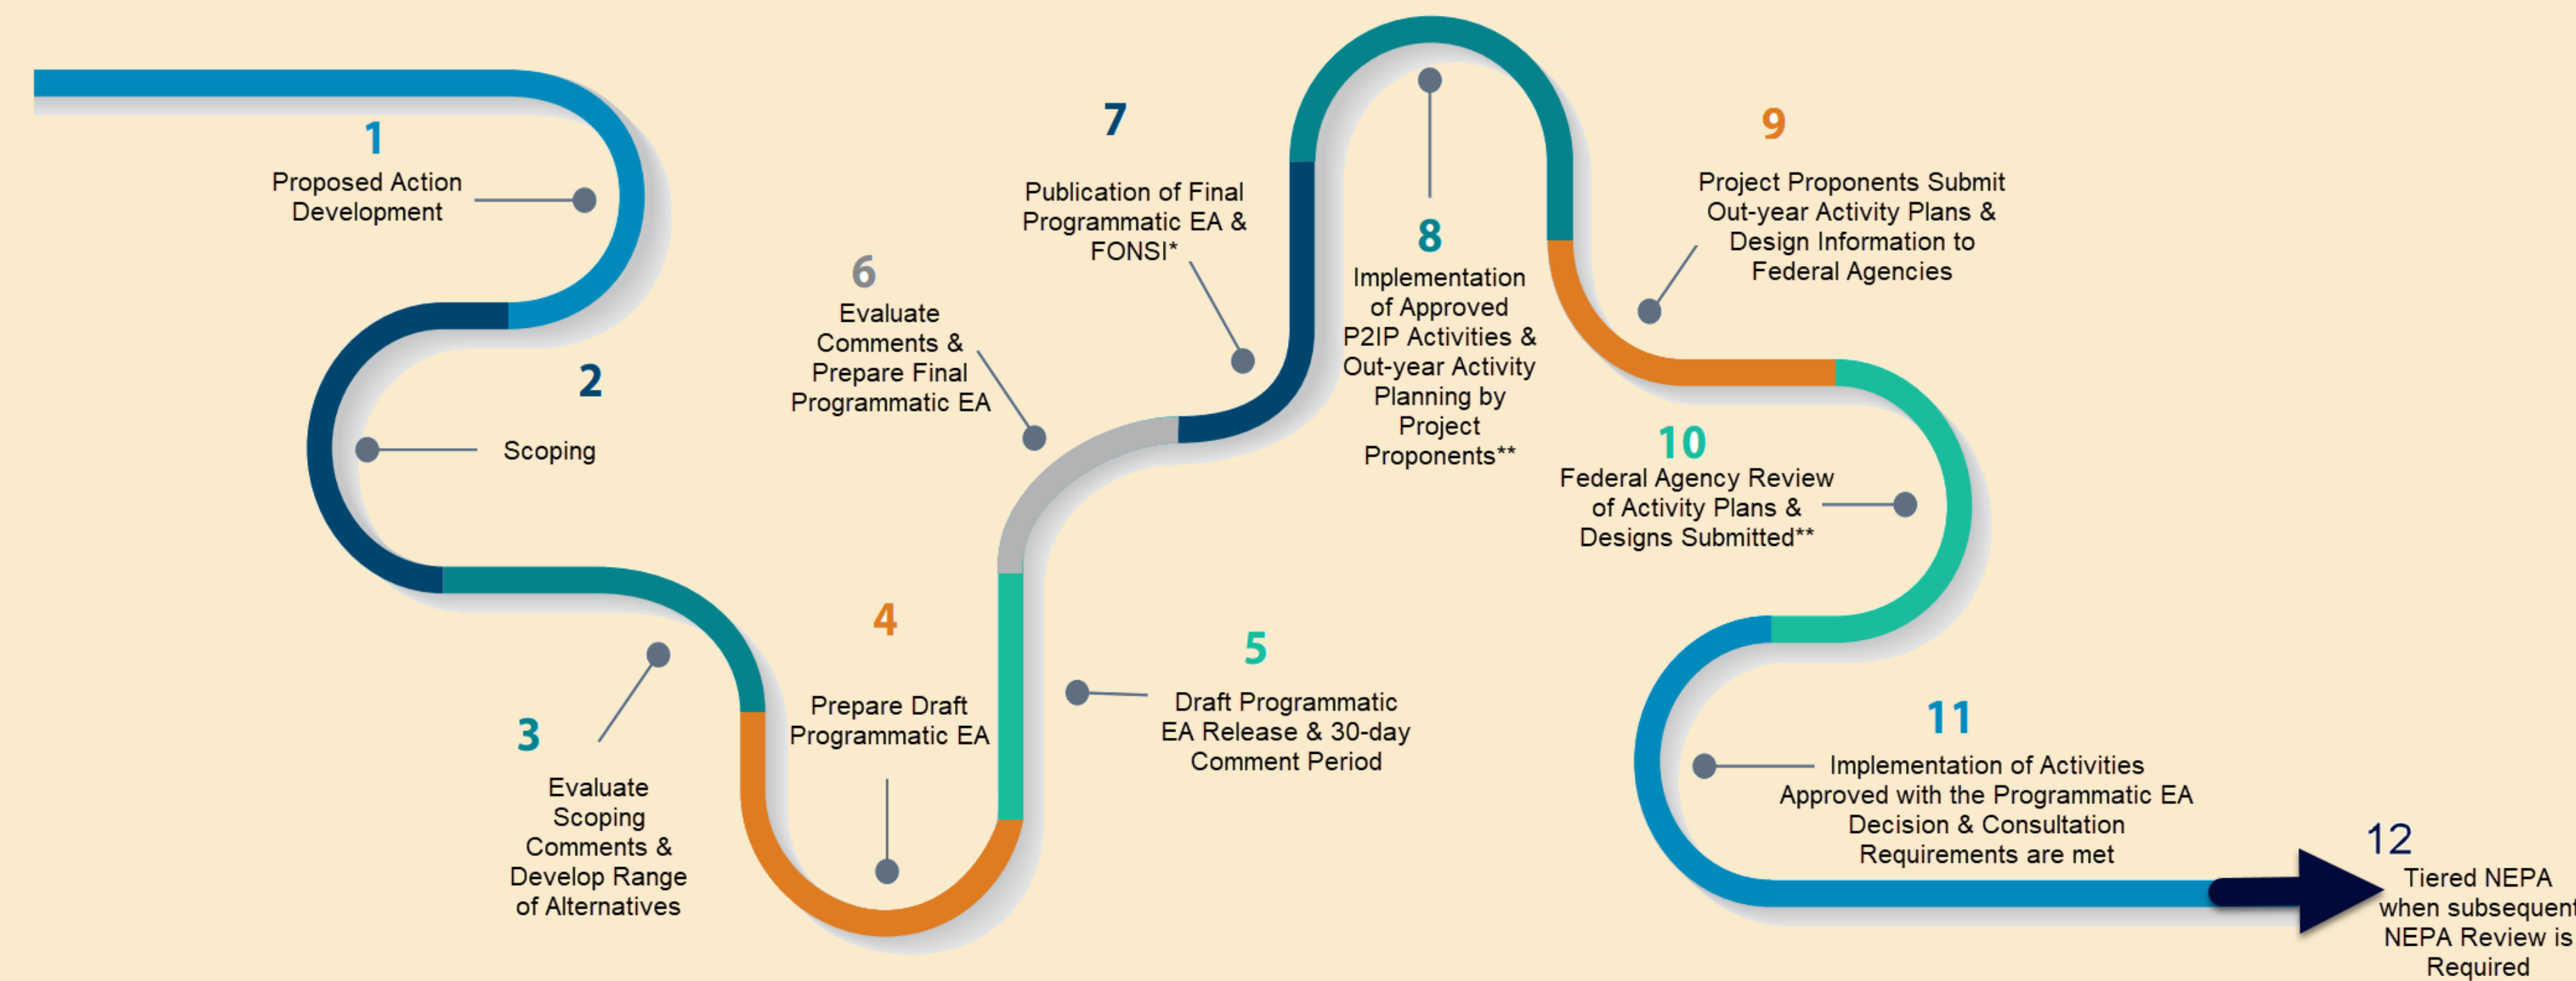 1
Proposed Action
Development
2
Scoping
3
Evaluate
Scoping
Comments &
Develop Range
of Alternatives
4
Prepare Draft
Programmatic EA
5
Draft Programmatic
EA Release & 30-day
Comment Period
6
Evaluate
Comments &
Prepare Final
Programmatic EA
7
Publication of Final
Programmatic EA &
FONSI*
8
Implementation
of Approved
P2IP Activities &
Out-year Activity
Planning by
Project
Proponents**
9
Project Proponents Submit
Out-year Activity Plans &
Design Information to
Federal Agencies
10
Federal Agency Review
of Activity Plans &
Designs Submitted**
11
Implementation of Activities
Approved with the Programmatic EA
Decision & Consultation
Requirements are met
12
Tiered NEPA
when subsequent
NEPA Review is
Required